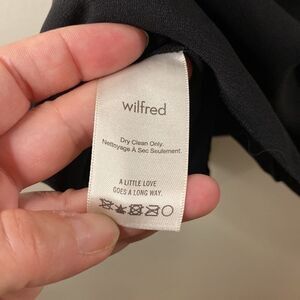 wilfred
Dry Clean Only.
Nettoyage À Sec Seulement.
A LITTLE LOVE
GOES A LONG WAY.